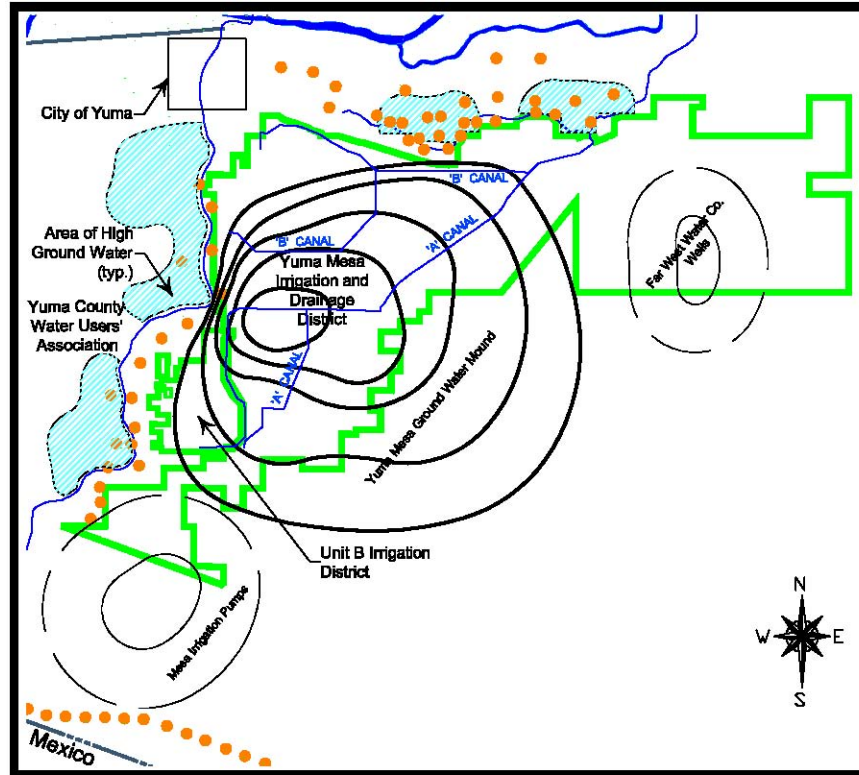 City of Yuma
Area of High
Ground Water
(typ.)
Yuma County
Water Users'
Association
'B' CANAL
'A' CANAL
'B' CANAL
Yuma Mesa
Irrigation and
Drainage
District
'A' CANAL
Far West Water Co.
Wells
Yuma Mesa Ground Water Mound
Unit B Irrigation
District
Mesa Irrigation Pumps
Mexico
N
W
E
S